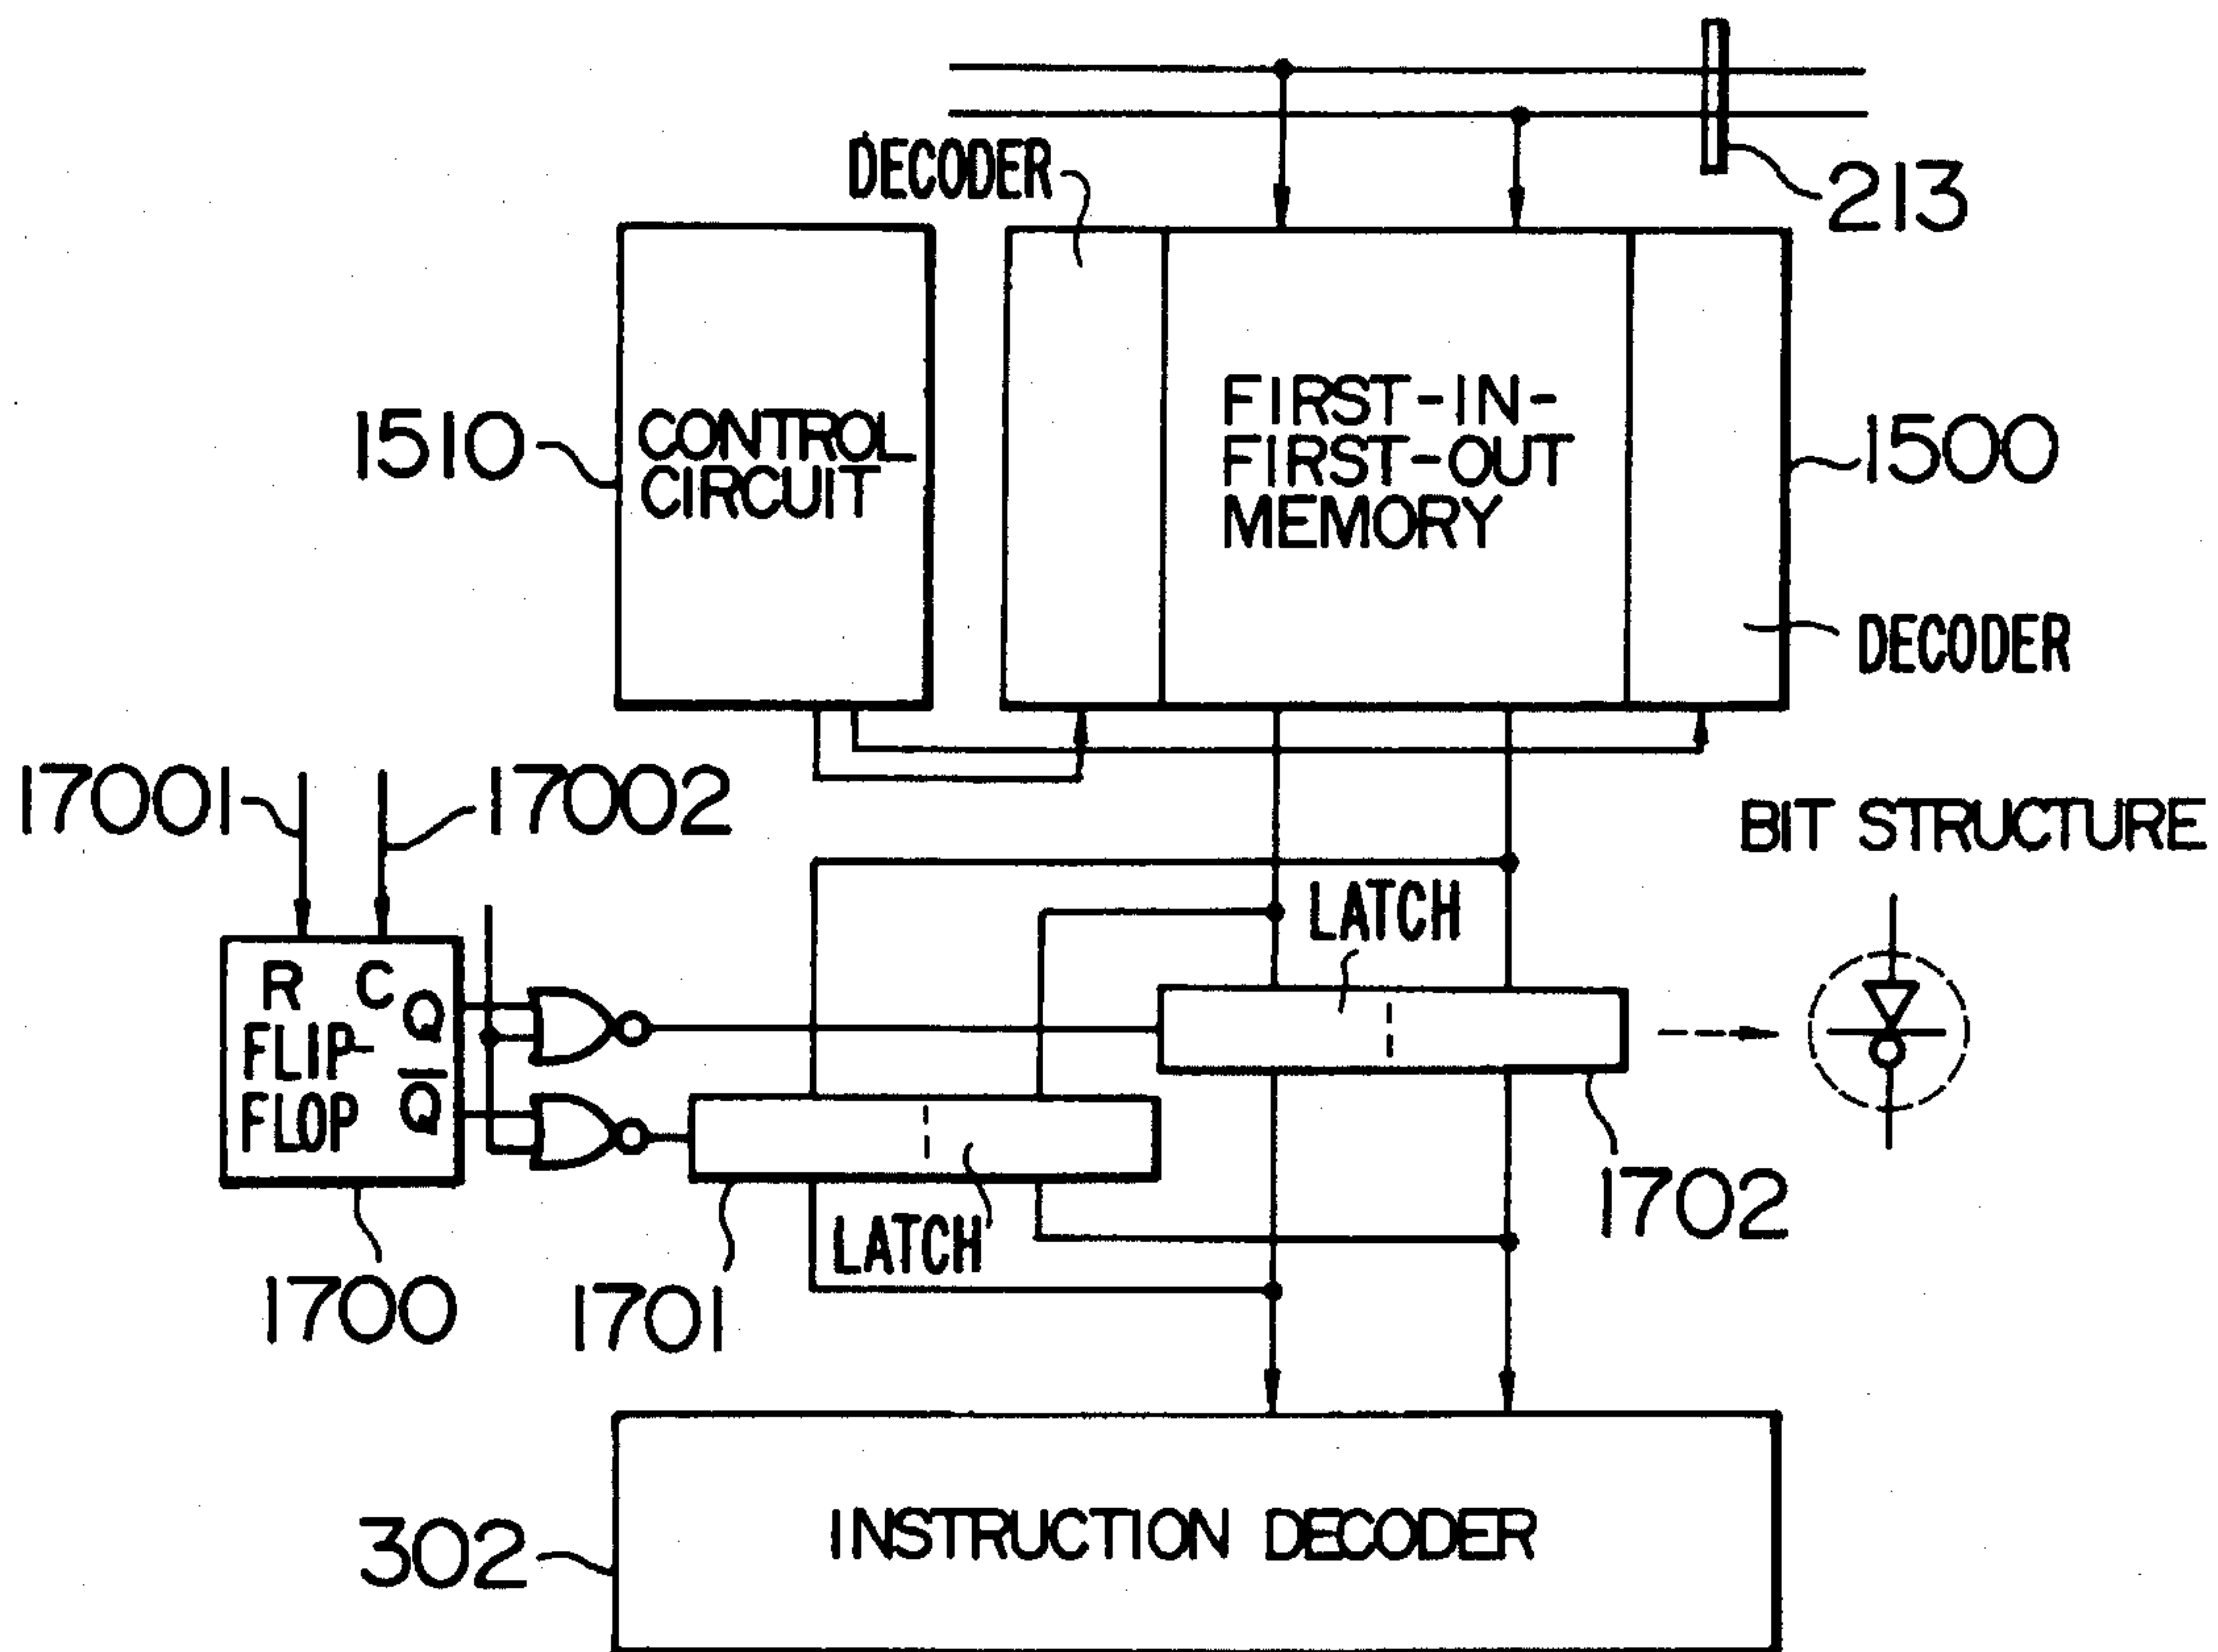 DECODER
213
1510
CONTROL
CIRCUIT
FIRST-IN-
FIRST-OUT
MEMORY
1500
DECODER
17001
17002
BIT STRUCTURE
LATCH
R C
Q
FLIP-
FLOP
Q̅
LATCH
1702
1700
1701
302
INSTRUCTION DECODER